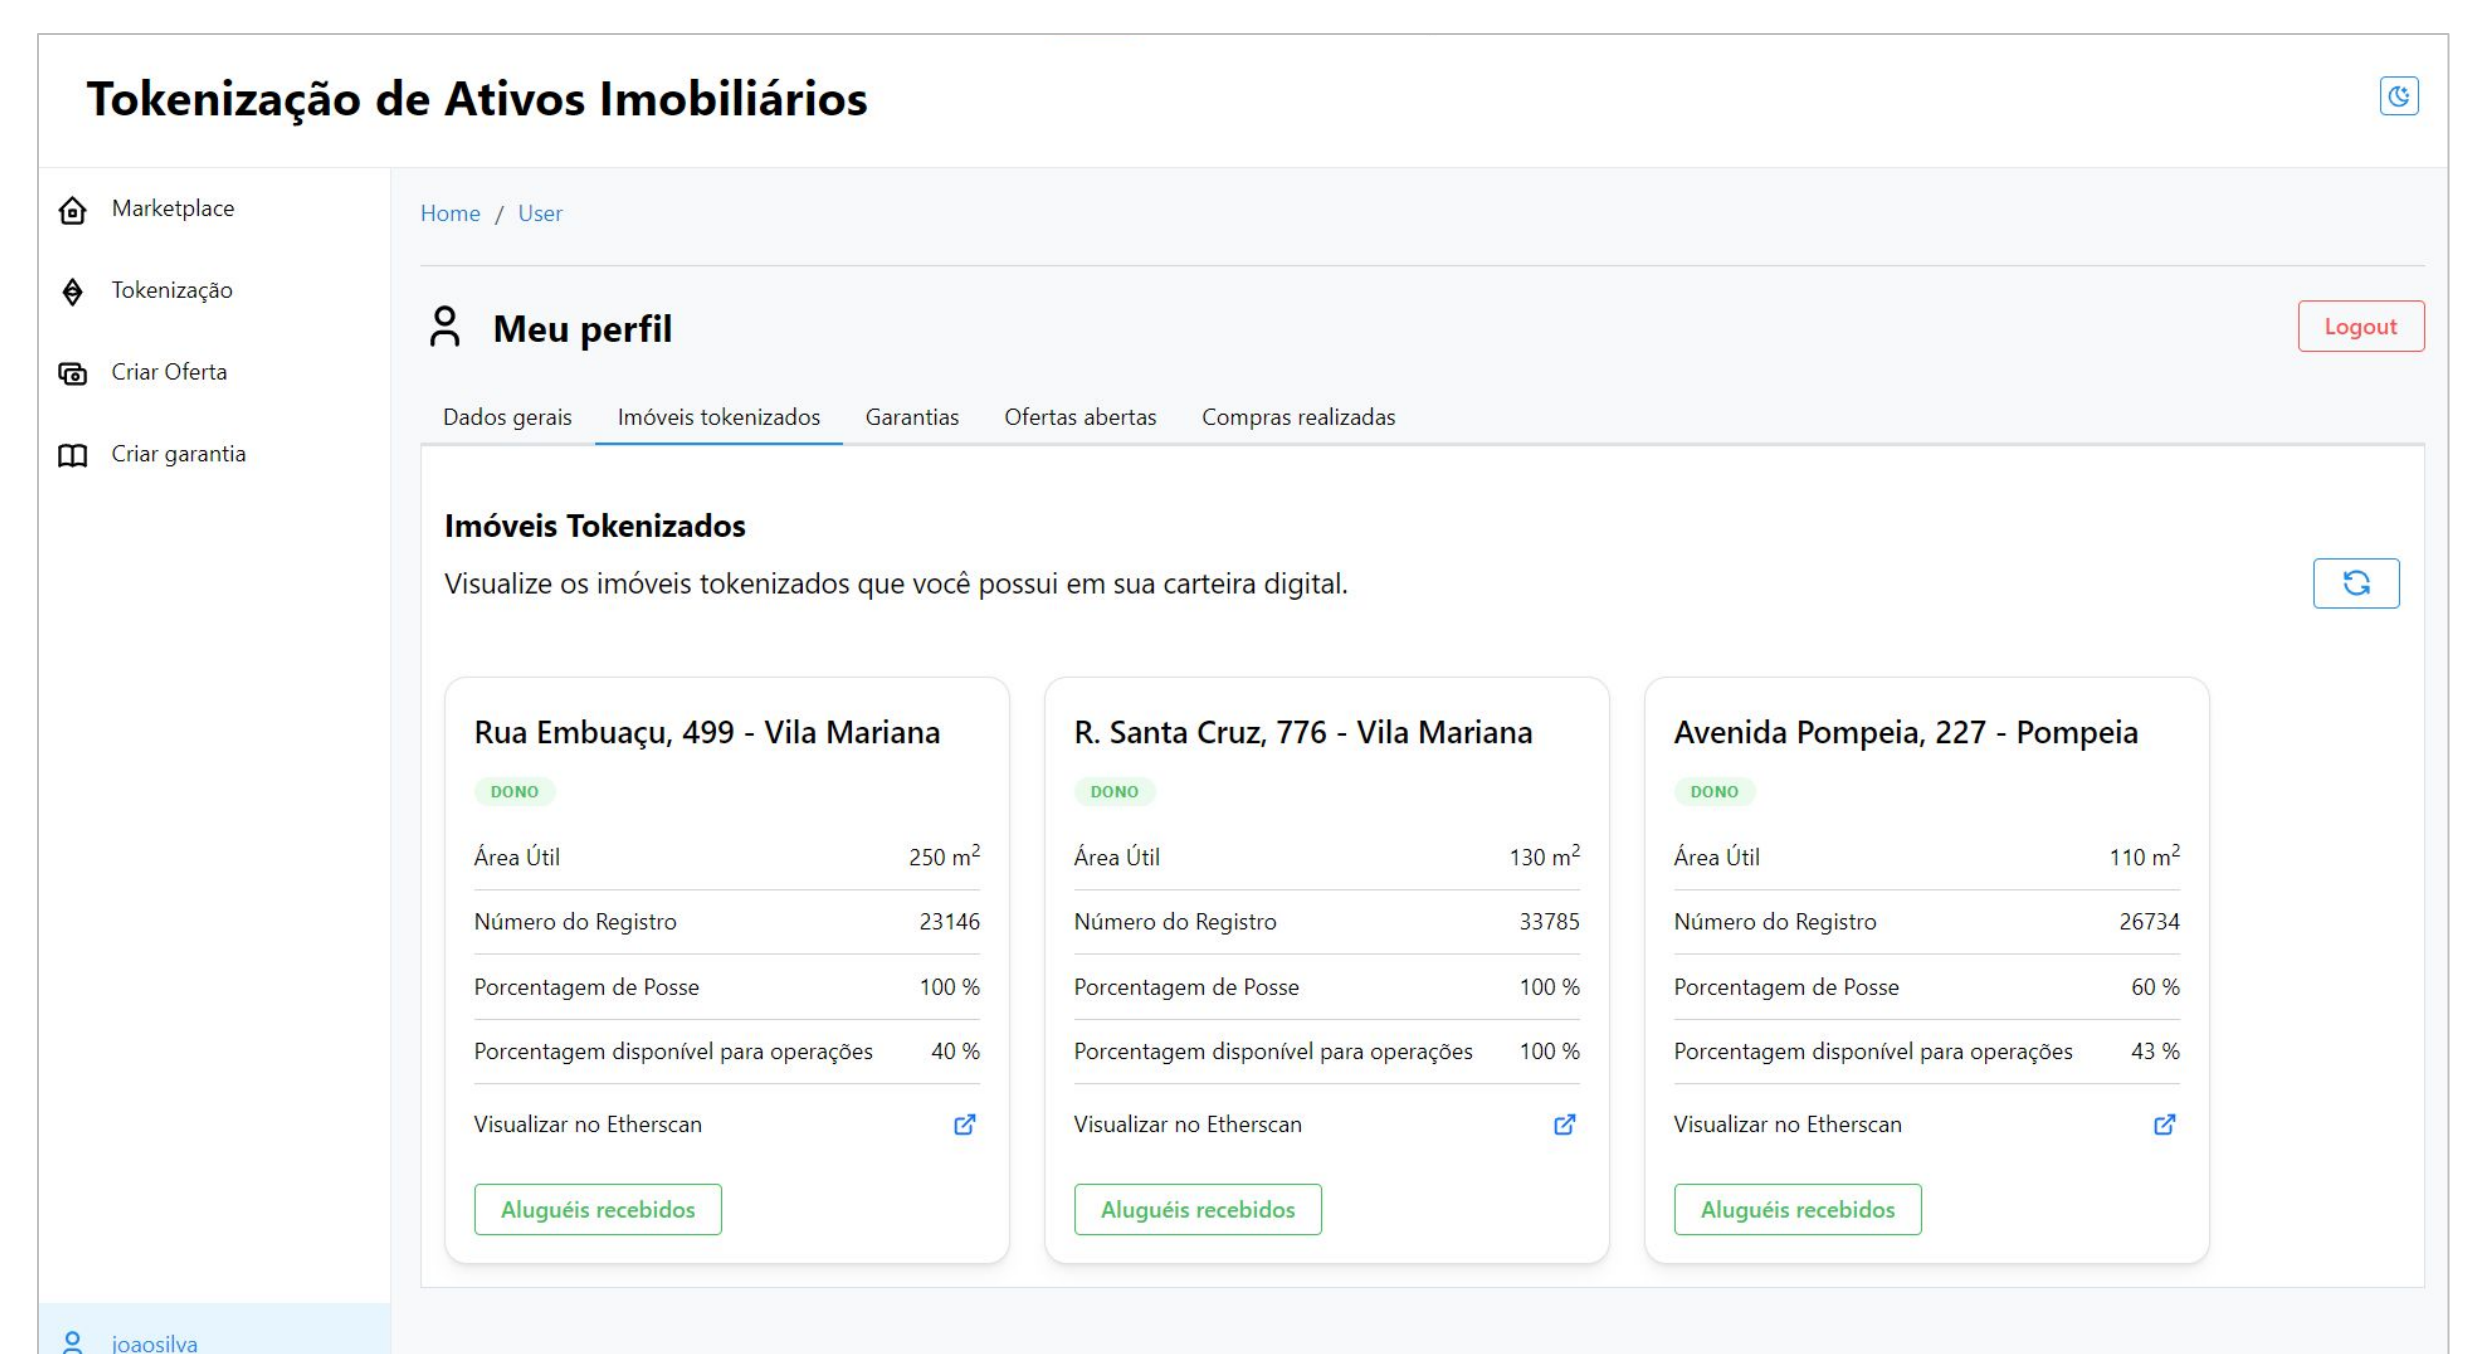 Tokenização de Ativos Imobiliários
Marketplace
Tokenização
Criar Oferta
Criar garantia
Home / User
Meu perfil
Logout
Dados gerais Imóveis tokenizados Garantias Ofertas abertas Compras realizadas
Imóveis Tokenizados
Visualize os imóveis tokenizados que você possui em sua carteira digital.
Rua Embuaçu, 499 - Vila Mariana
DONO
Área Útil 250 m²
Número do Registro 23146
Porcentagem de Posse 100 %
Porcentagem disponível para operações 40 %
Visualizar no Etherscan
Aluguéis recebidos
R. Santa Cruz, 776 - Vila Mariana
DONO
Área Útil 130 m²
Número do Registro 33785
Porcentagem de Posse 100 %
Porcentagem disponível para operações 100 %
Visualizar no Etherscan
Aluguéis recebidos
Avenida Pompeia, 227 - Pompeia
DONO
Área Útil 110 m²
Número do Registro 26734
Porcentagem de Posse 60 %
Porcentagem disponível para operações 43 %
Visualizar no Etherscan
Aluguéis recebidos
joaosilva